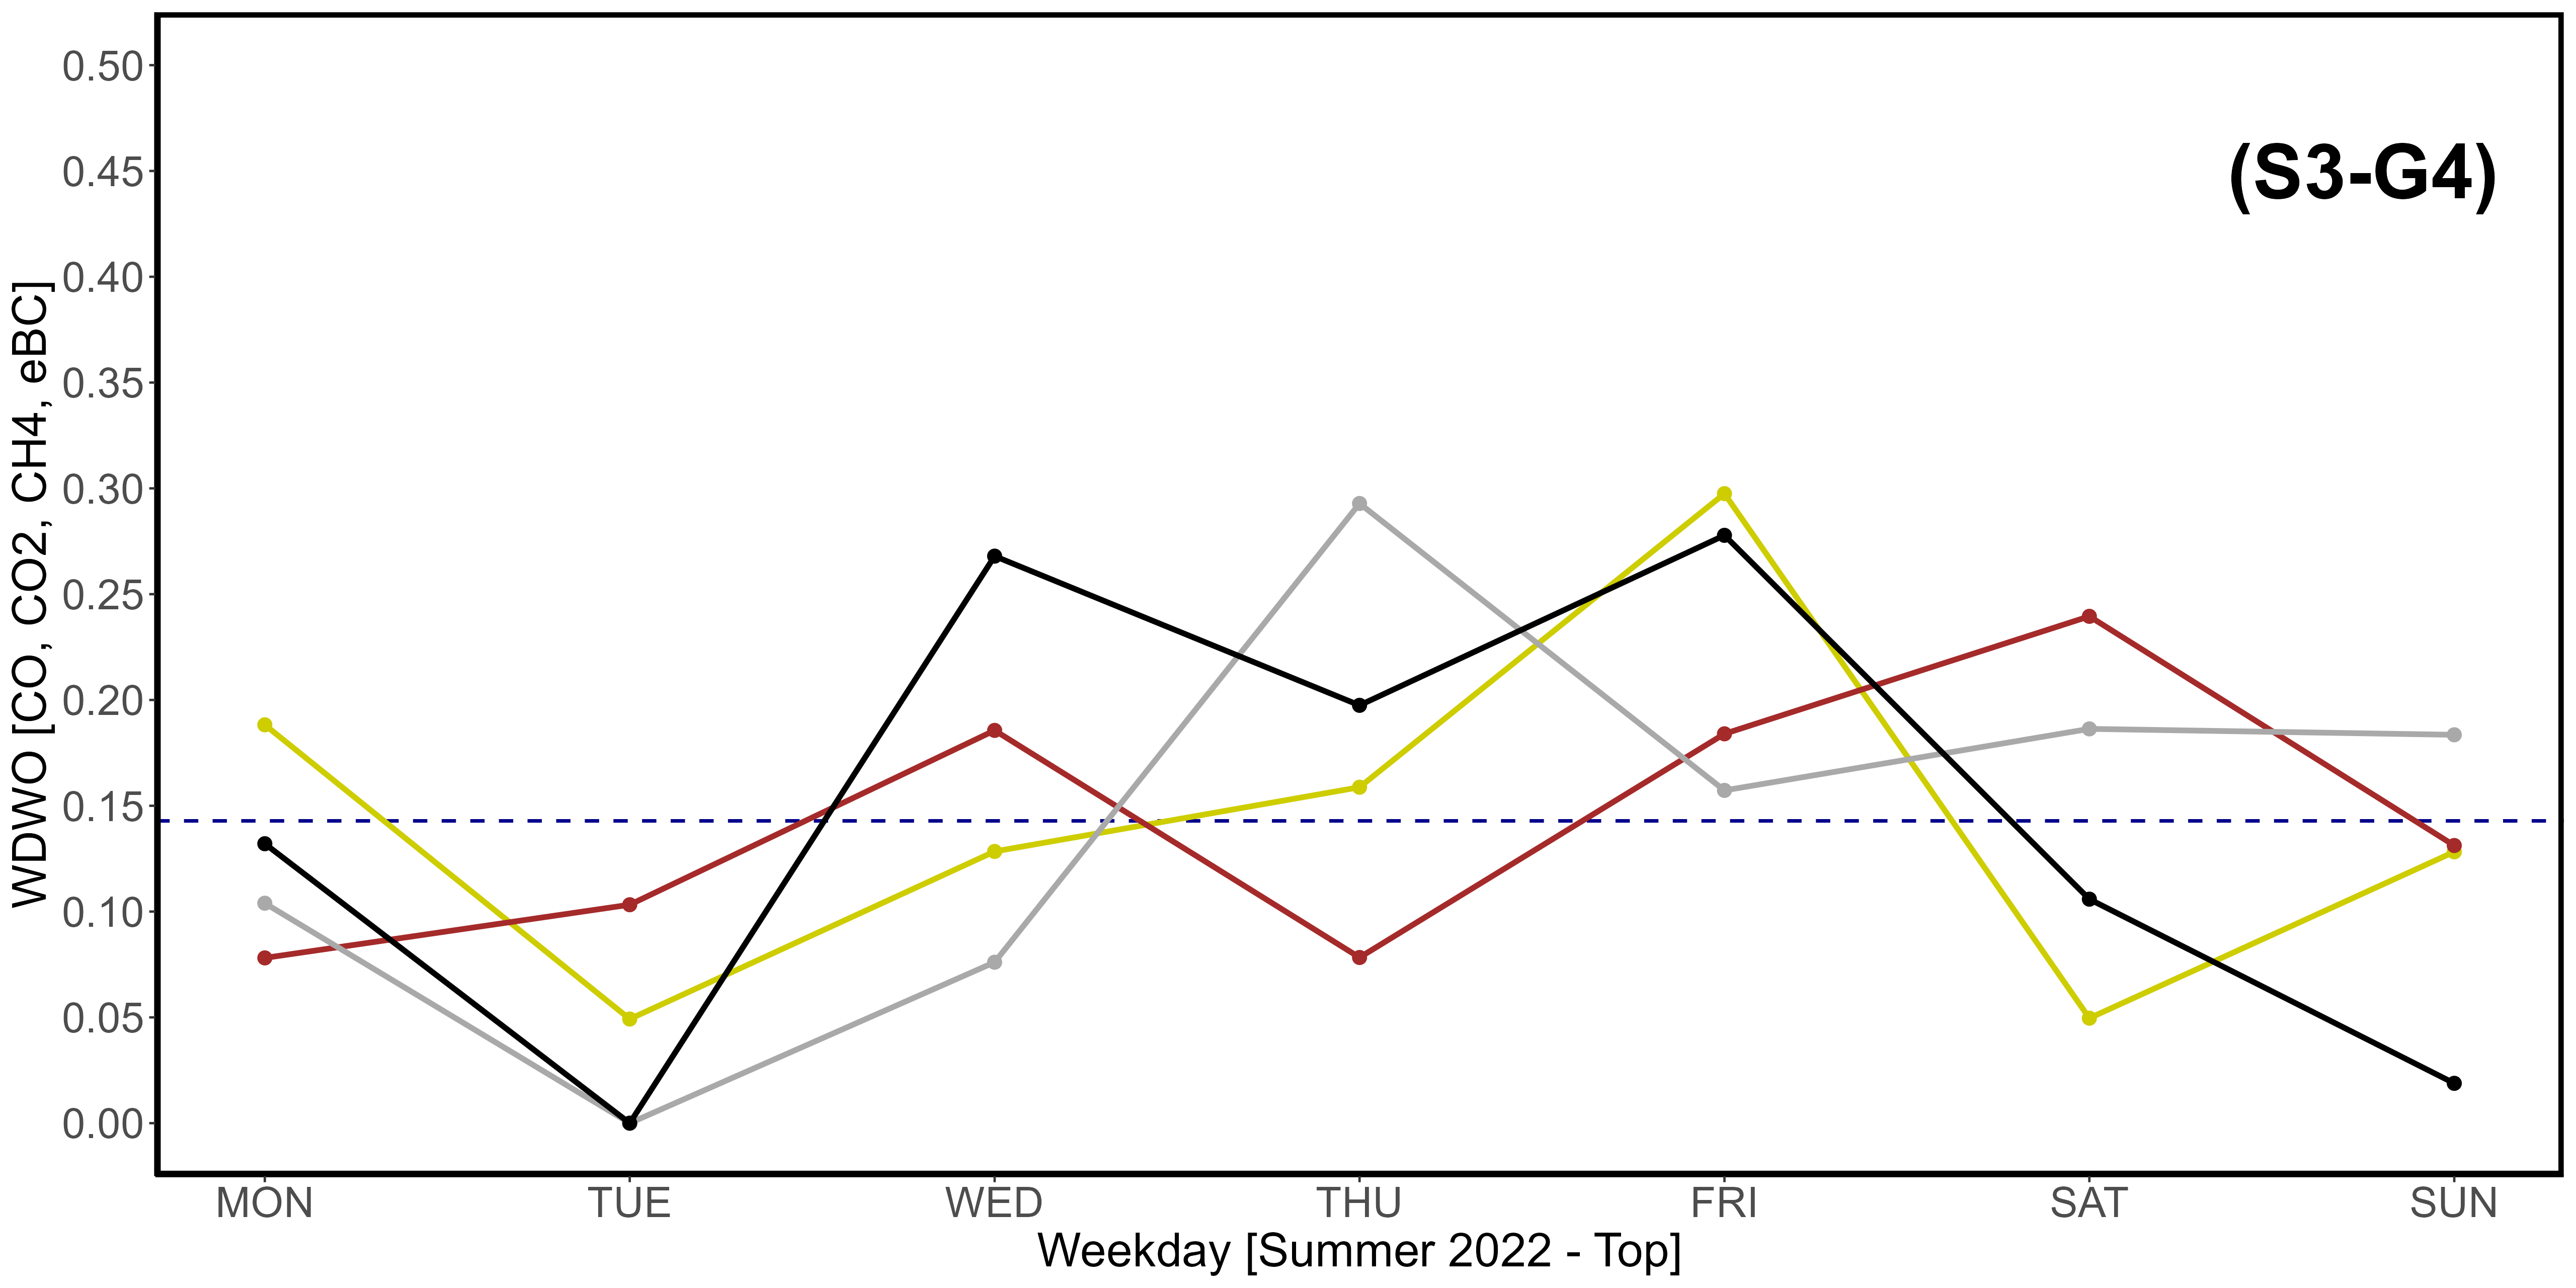 (S3-G4)
WDWO [CO, CO2, CH4, eBC]
0.50
0.45
0.40
0.35
0.30
0.25
0.20
0.15
0.10
0.05
0.00
MON TUE WED THU FRI SAT SUN
Weekday [Summer 2022 - Top]